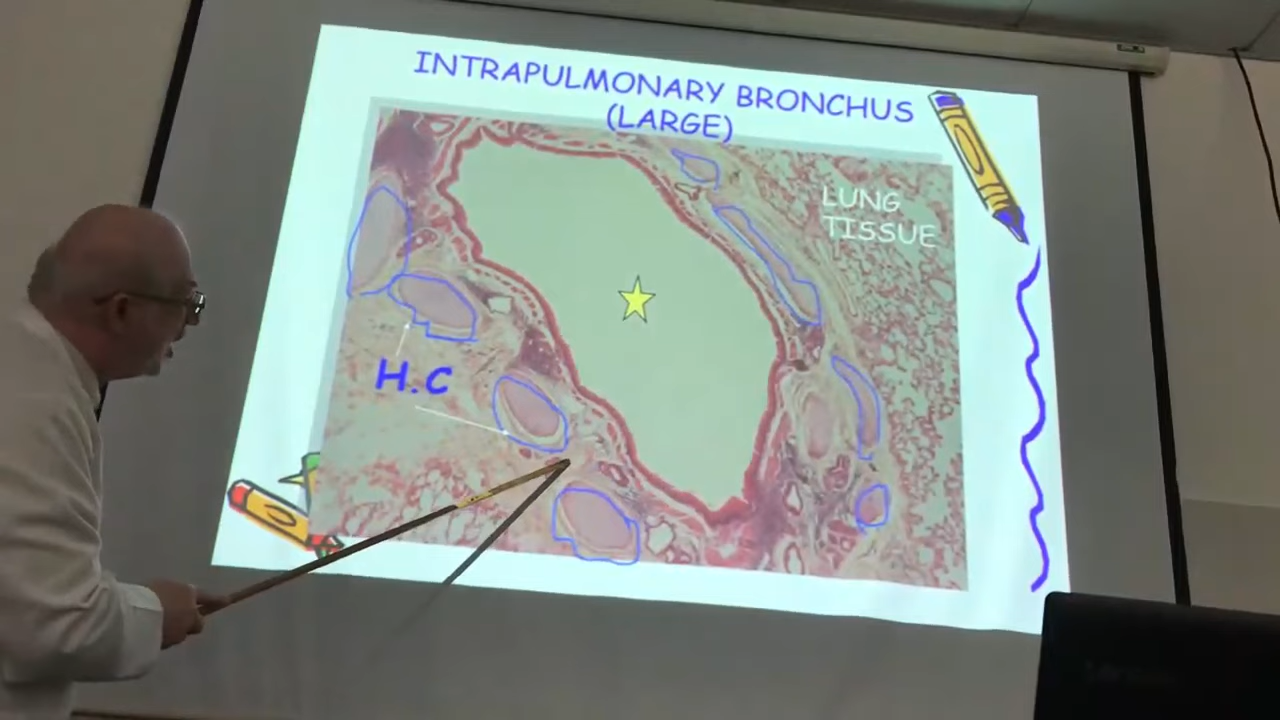 INTRAPULMONARY BRONCHUS
(LARGE)
LUNG
TISSUE
H.C